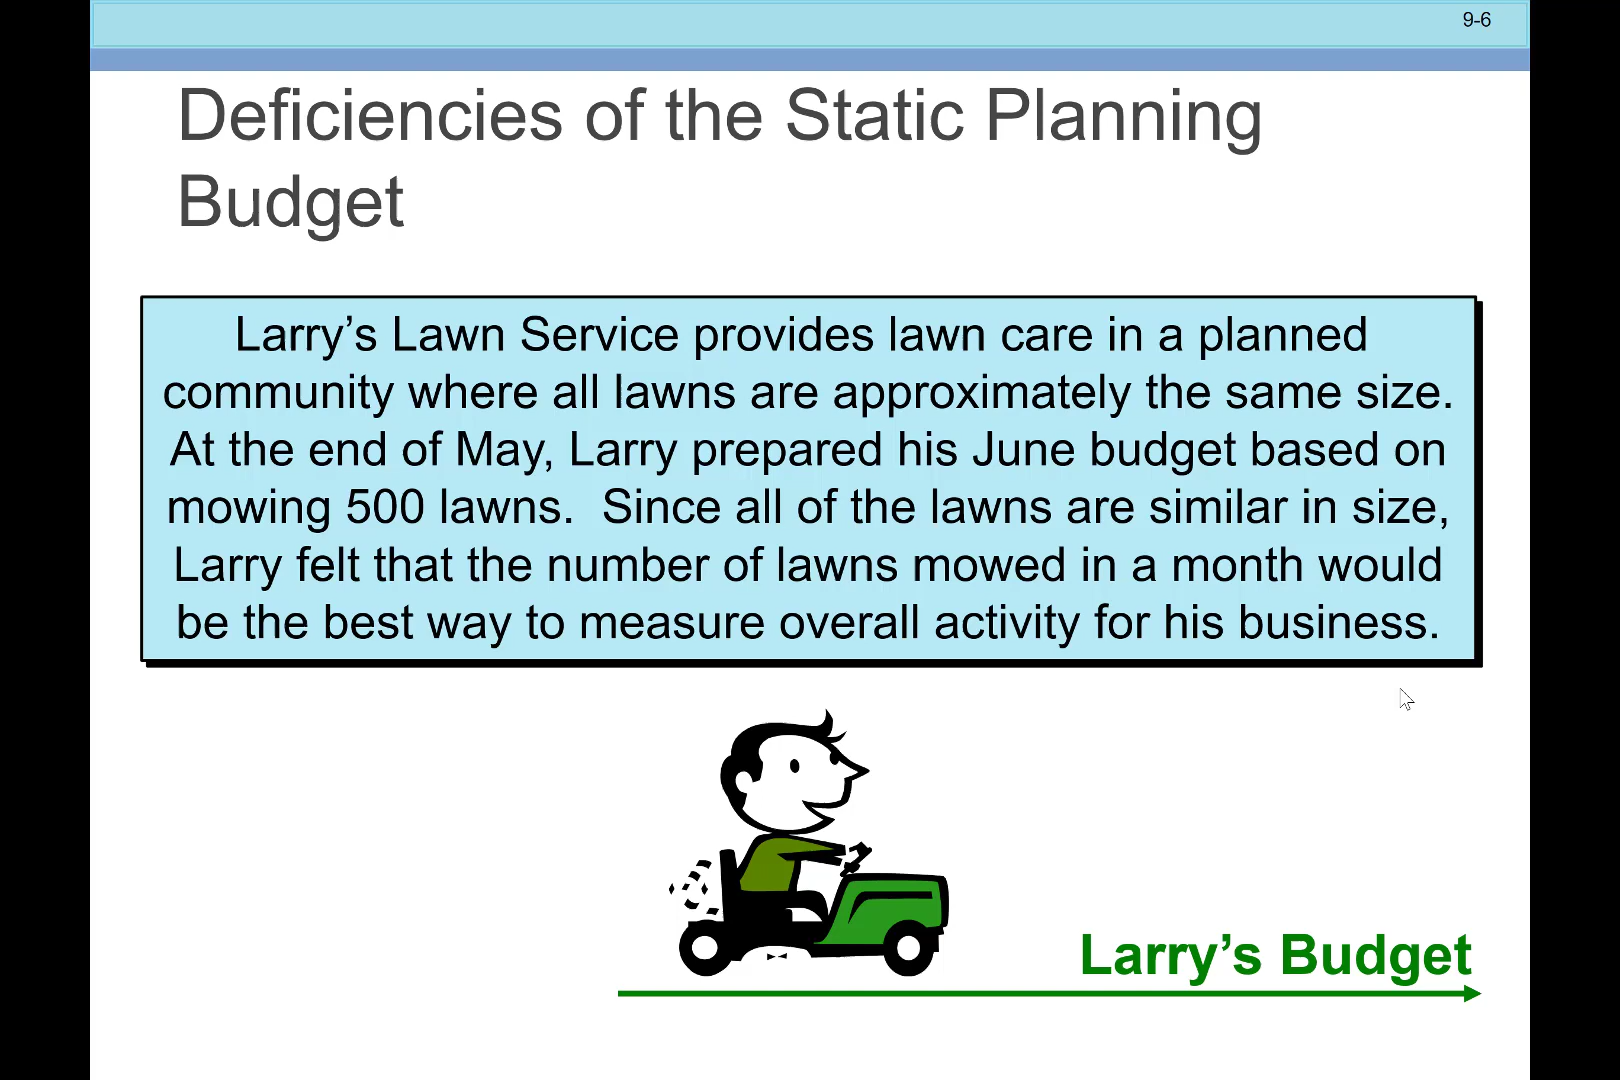 9-6
Deficiencies of the Static Planning
Budget
Larry’s Lawn Service provides lawn care in a planned
community where all lawns are approximately the same size.
At the end of May, Larry prepared his June budget based on
mowing 500 lawns.  Since all of the lawns are similar in size,
Larry felt that the number of lawns mowed in a month would
be the best way to measure overall activity for his business.
Larry’s Budget